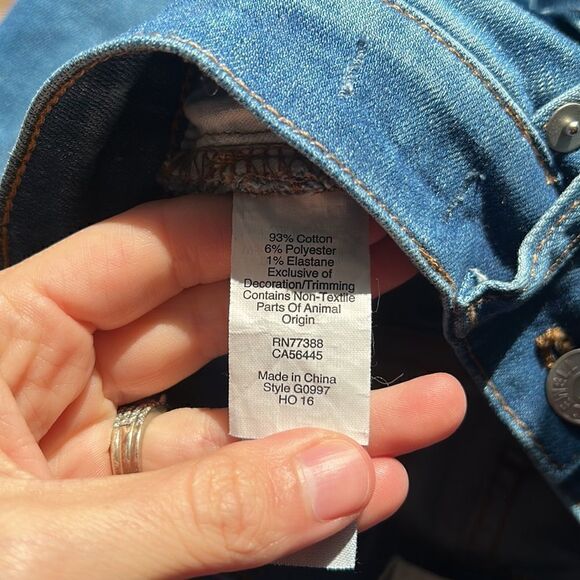 93% Cotton
6% Polyester
1% Elastane
Exclusive of
Decoration/Trimming
Contains Non-Textile
Parts Of Animal
Origin
RN77388
CA56445
Made in China
Style G0997
HO 16